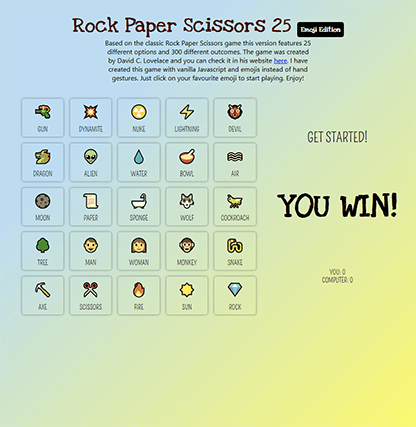 Rock Paper Scissors 25 Emoji Edition
Based on the classic Rock Paper Scissors game this version features 25
different options and 300 different outcomes. The game was created
by David C. Lovelace and you can check it in his website here. I have
created this game with vanilla Javascript and emojis instead of hand
gestures. Just click on your favourite emoji to start playing. Enjoy!
GUN DYNAMITE NUKE LIGHTNING DEVIL
GET STARTED!
DRAGON ALIEN WATER BOWL AIR
MOON PAPER SPONGE WOLF COCKROACH
YOU WIN!
TREE MAN WOMAN MONKEY SNAKE
YOU: 0
COMPUTER: 0
AXE SCISSORS FIRE SUN ROCK